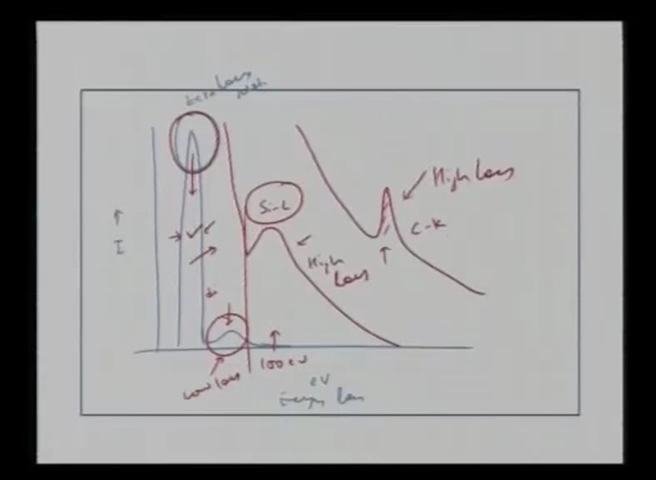 Zero Loss
Peak
I
Si-L
High Loss
C-K
High
Loss
Low loss
100 eV
eV
Energy Loss